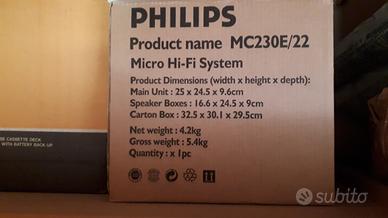 PHILIPS
Product name MC230E/22
Micro Hi-Fi System
Product Dimensions (width x height x depth):
Main Unit : 25 x 24.5 x 9.6cm
Speaker Boxes : 16.6 x 24.5 x 9cm
Carton Box : 32.5 x 30.1 x 29.5cm
Net weight : 4.2kg
Gross weight : 5.4kg
Quantity : x 1pc
CASSETTE DECK
WITH BATTERY BACK UP
subito